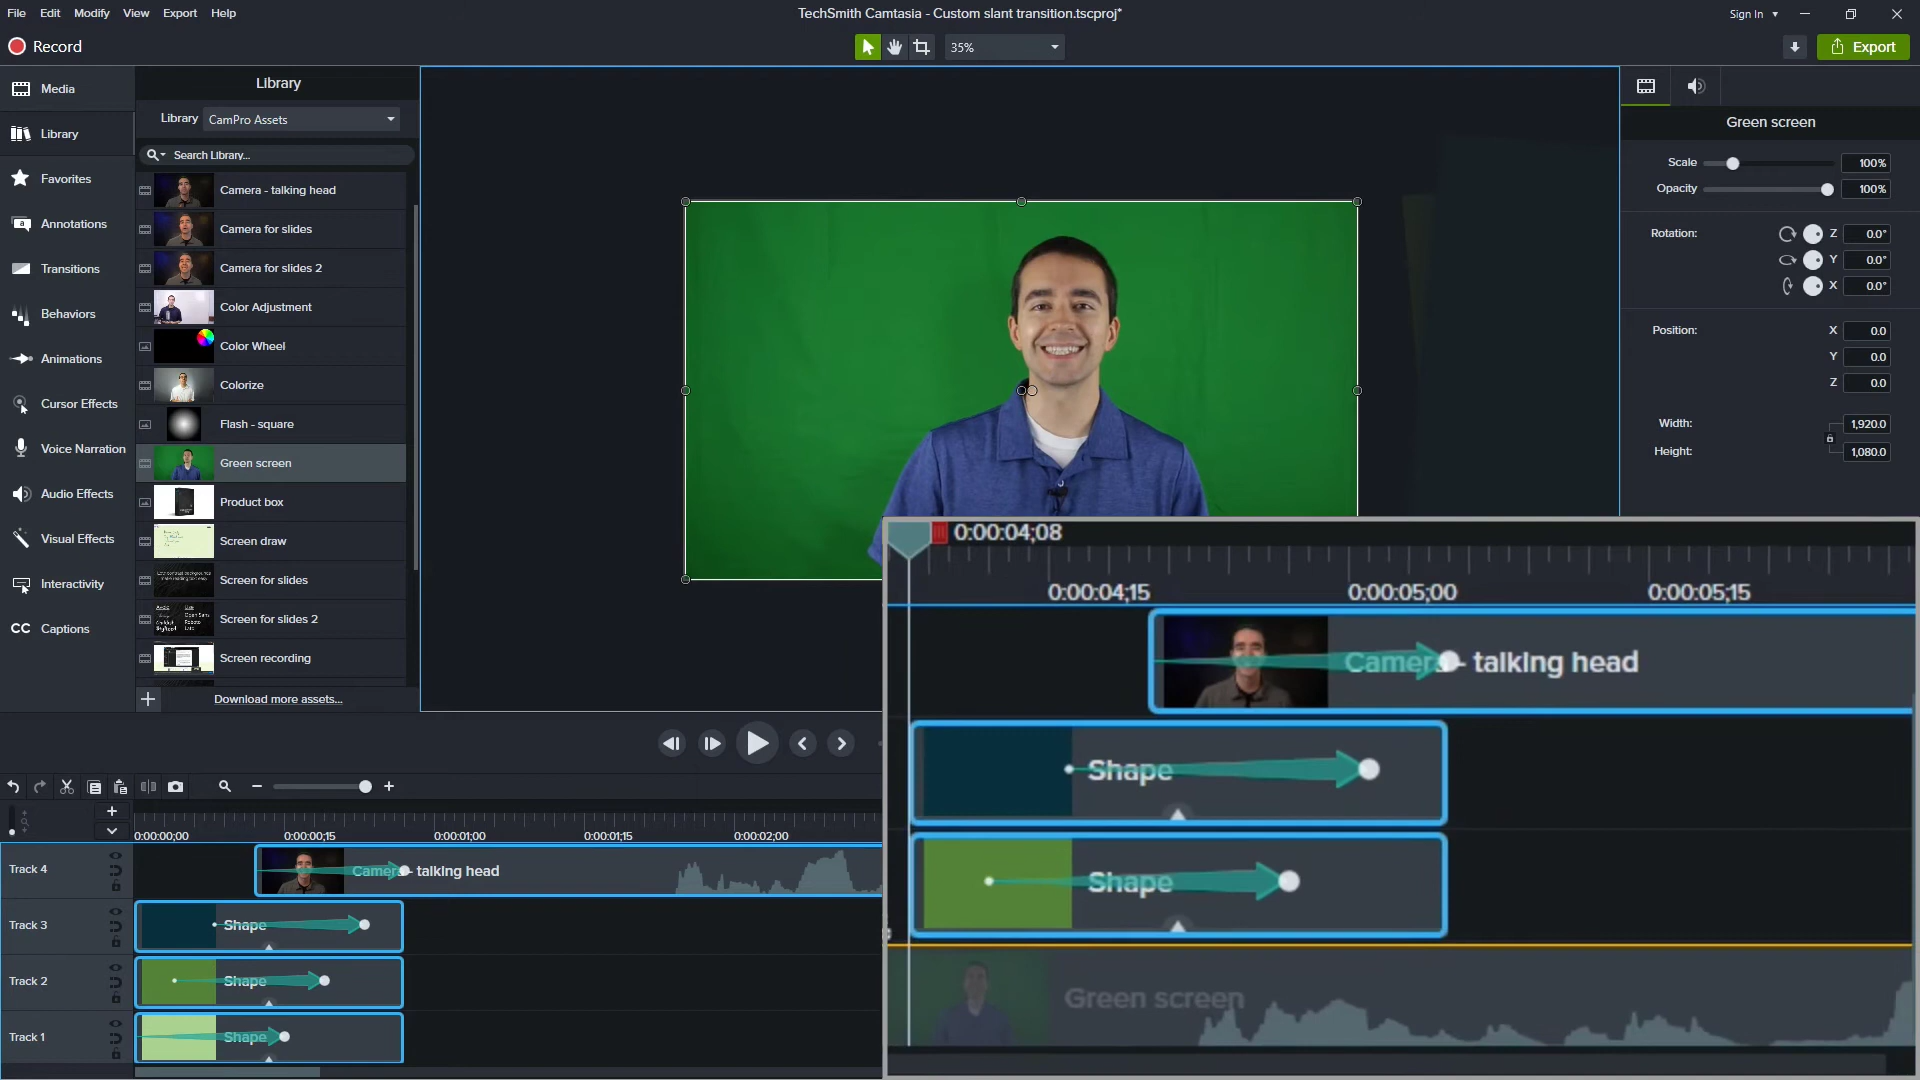 File Edit Modify View Export Help
TechSmith Camtasia - Custom slant transition.tscproj*
Sign In
Record
35%
Export
Media
Library
Favorites
Annotations
Transitions
Behaviors
Animations
Cursor Effects
Voice Narration
Audio Effects
Visual Effects
Interactivity
CC Captions
Library
Library CamPro Assets
Search Library...
Camera - talking head
Camera for slides
Camera for slides 2
Color Adjustment
Color Wheel
Colorize
Flash - square
Green screen
Product box
Screen draw
Screen for slides
Screen for slides 2
Screen recording
Download more assets...
Green screen
Scale 100%
Opacity 100%
Rotation: Z 0.0°
Y 0.0°
X 0.0°
Position: X 0.0
Y 0.0
Z 0.0
Width: 1,920.0
Height: 1,080.0
0:00:04;08
0:00:04;15 0:00:05;00 0:00:05;15
Camera - talking head
Shape
Shape
Green screen
0:00:00;00 0:00:00;15 0:00:01;00 0:00:01;15 0:00:02;00
Track 4 Camera - talking head
Track 3 Shape
Track 2 Shape
Track 1 Shape